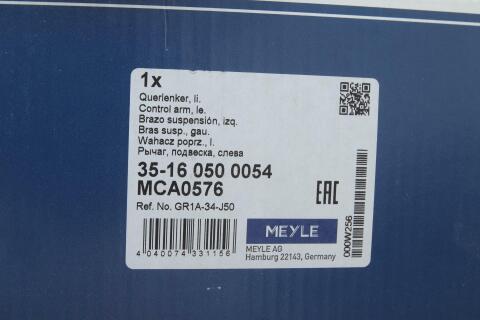 1x
Querlenker, li.
Control arm, le.
Brazo suspensión, izq.
Bras susp., gau.
Wahacz poprz., l.
Рычаг, подвеска, слева
35-16 050 0054
MCA0576
Ref. No. GR1A-34-J50
EAC
MEYLE
MEYLE AG
Hamburg 22143, Germany
4 040074 331156
000W256